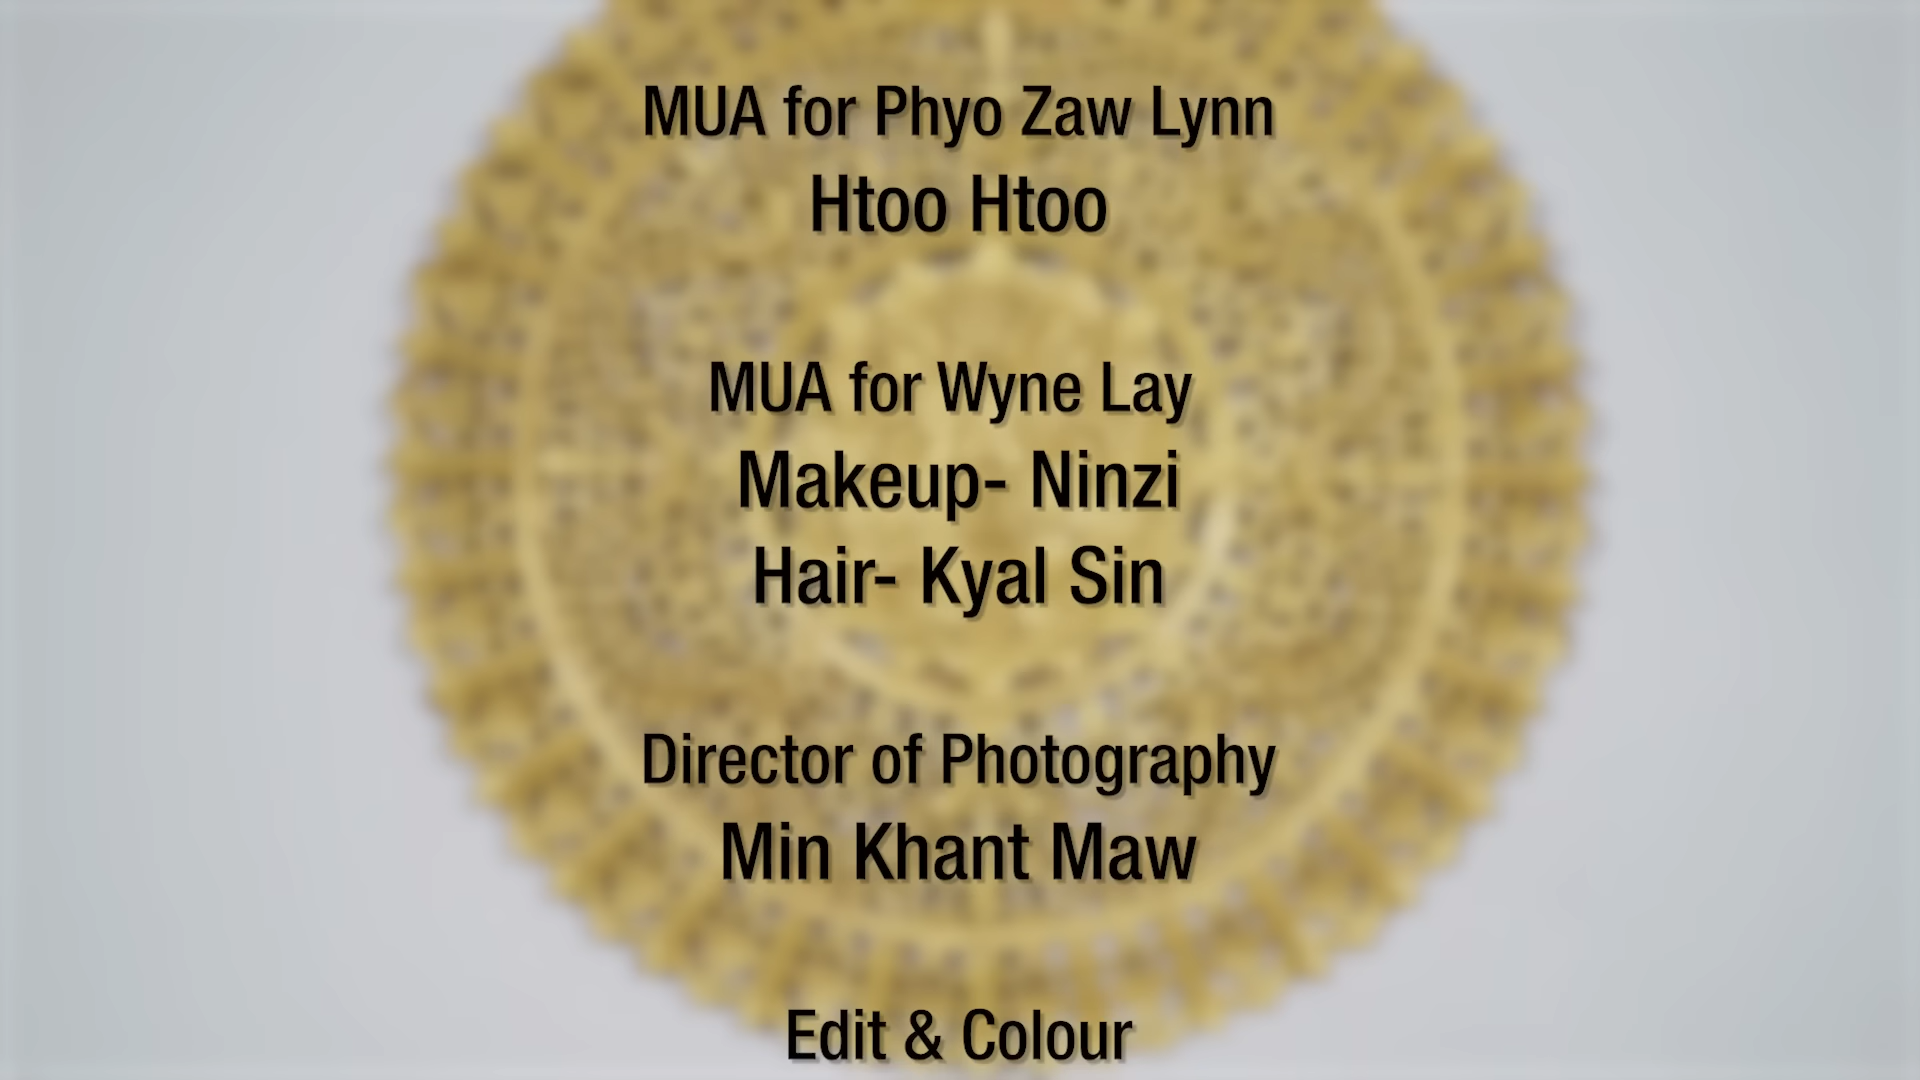 MUA for Phyo Zaw Lynn
Htoo Htoo
MUA for Wyne Lay
Makeup- Ninzi
Hair- Kyal Sin
Director of Photography
Min Khant Maw
Edit & Colour